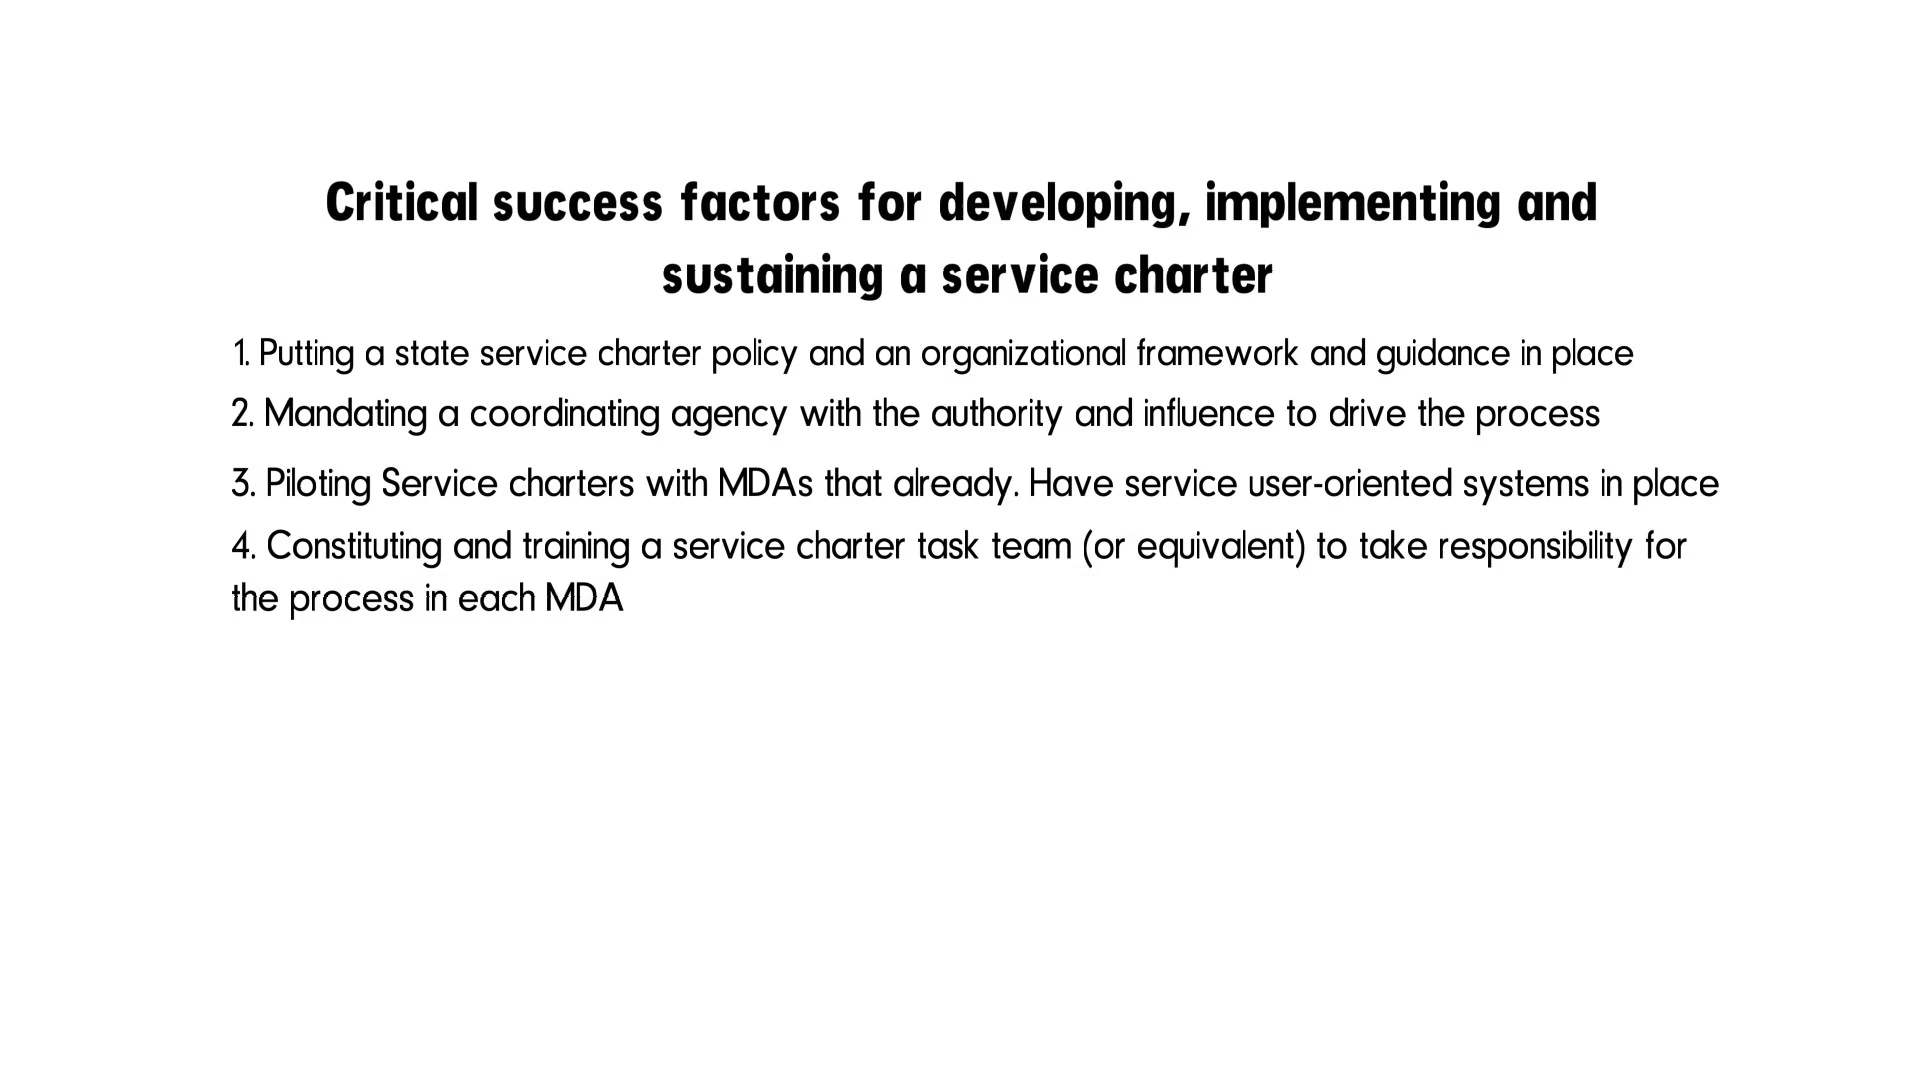 Critical success factors for developing, implementing and
sustaining a service charter
1. Putting a state service charter policy and an organizational framework and guidance in place
2. Mandating a coordinating agency with the authority and influence to drive the process
3. Piloting Service charters with MDAs that already. Have service user-oriented systems in place
4. Constituting and training a service charter task team (or equivalent) to take responsibility for
the process in each MDA